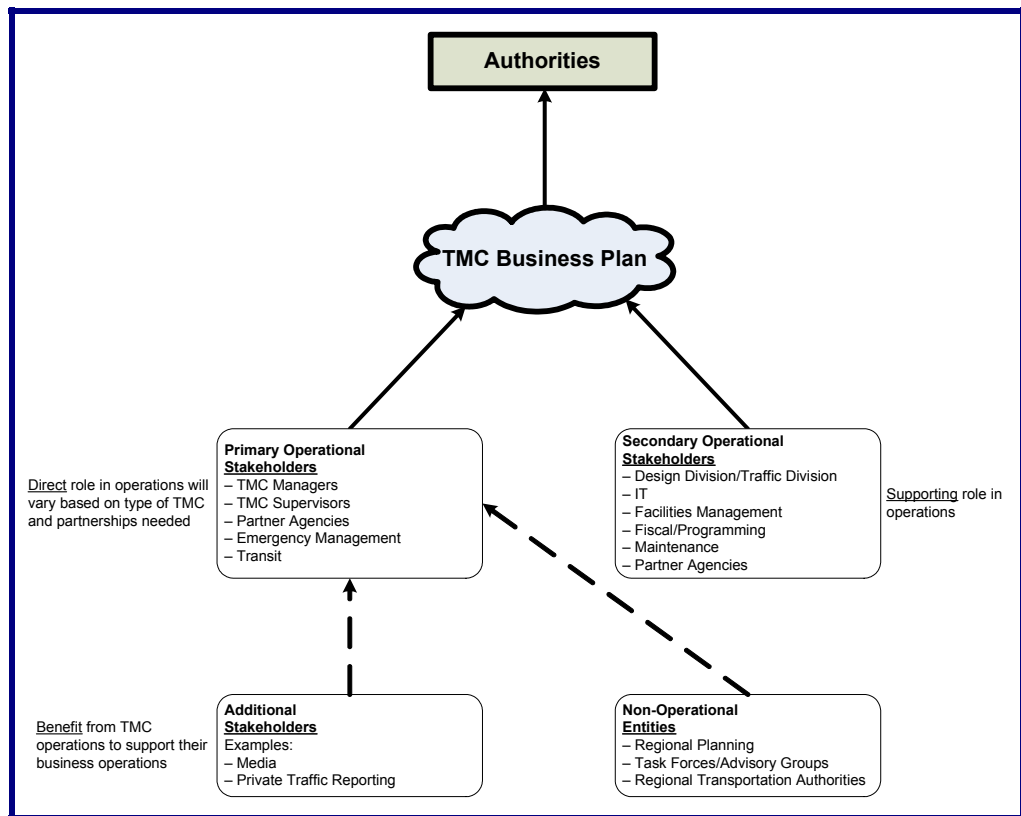 Authorities
TMC Business Plan
Direct role in operations will
vary based on type of TMC
and partnerships needed
Primary Operational
Stakeholders
– TMC Managers
– TMC Supervisors
– Partner Agencies
– Emergency Management
– Transit
Secondary Operational
Stakeholders
– Design Division/Traffic Division
– IT
– Facilities Management
– Fiscal/Programming
– Maintenance
– Partner Agencies
Supporting role in
operations
Benefit from TMC
operations to support their
business operations
Additional
Stakeholders
Examples:
– Media
– Private Traffic Reporting
Non-Operational
Entities
– Regional Planning
– Task Forces/Advisory Groups
– Regional Transportation Authorities